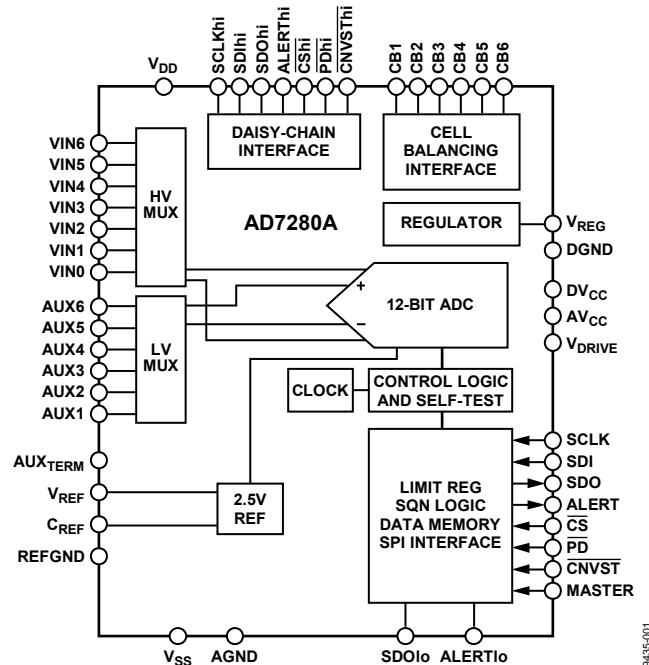 SCLKhi
SDIhi
SDOhi
ALERThi
CShi
PDhi
CNVSThi
CB1
CB2
CB3
CB4
CB5
CB6
VDD
DAISY-CHAIN
INTERFACE
CELL
BALANCING
INTERFACE
VIN6
VIN5
VIN4
VIN3
VIN2
VIN1
VIN0
HV
MUX
AD7280A
REGULATOR
VREG
DGND
DVCC
AVCC
VDRIVE
AUX6
AUX5
AUX4
AUX3
AUX2
AUX1
LV
MUX
+
–
12-BIT ADC
CLOCK
CONTROL LOGIC
AND SELF-TEST
AUXTERM
VREF
CREF
REFGND
2.5V
REF
LIMIT REG
SQN LOGIC
DATA MEMORY
SPI INTERFACE
SCLK
SDI
SDO
ALERT
CS
PD
CNVST
MASTER
VSS
AGND
SDOlo
ALERTlo